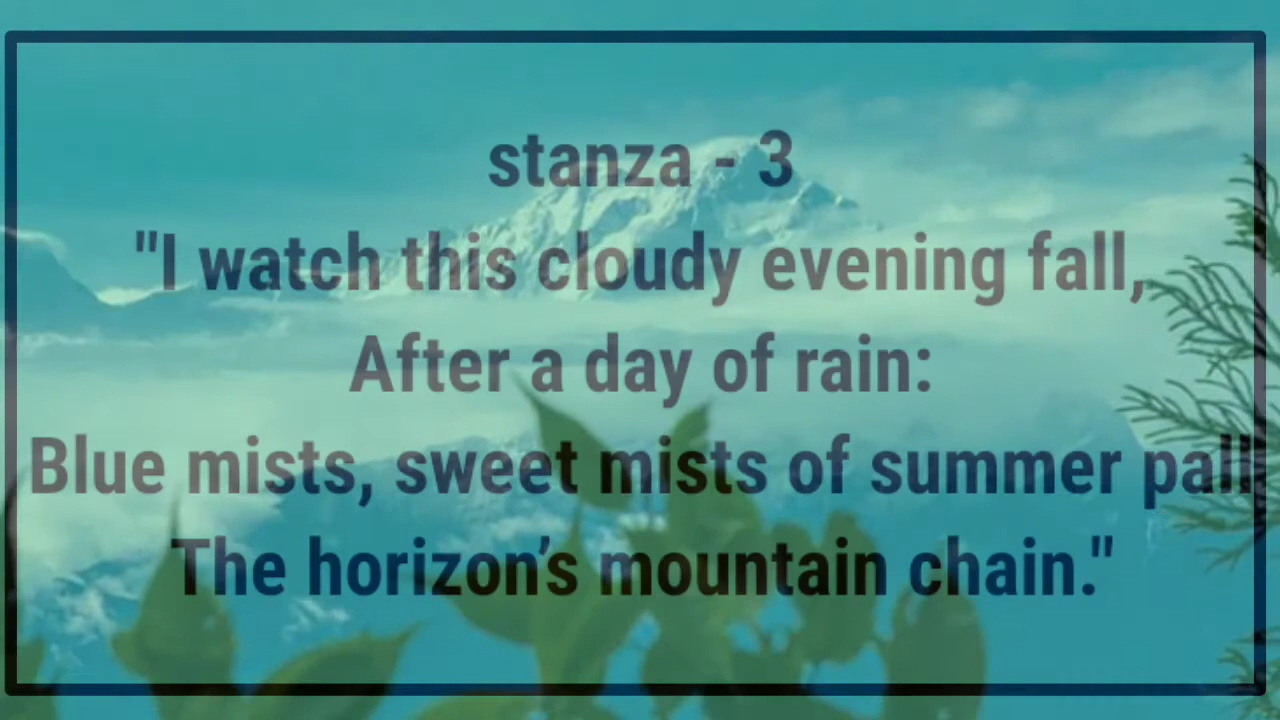 stanza - 3
"I watch this cloudy evening fall,
After a day of rain:
Blue mists, sweet mists of summer pall
The horizon’s mountain chain."